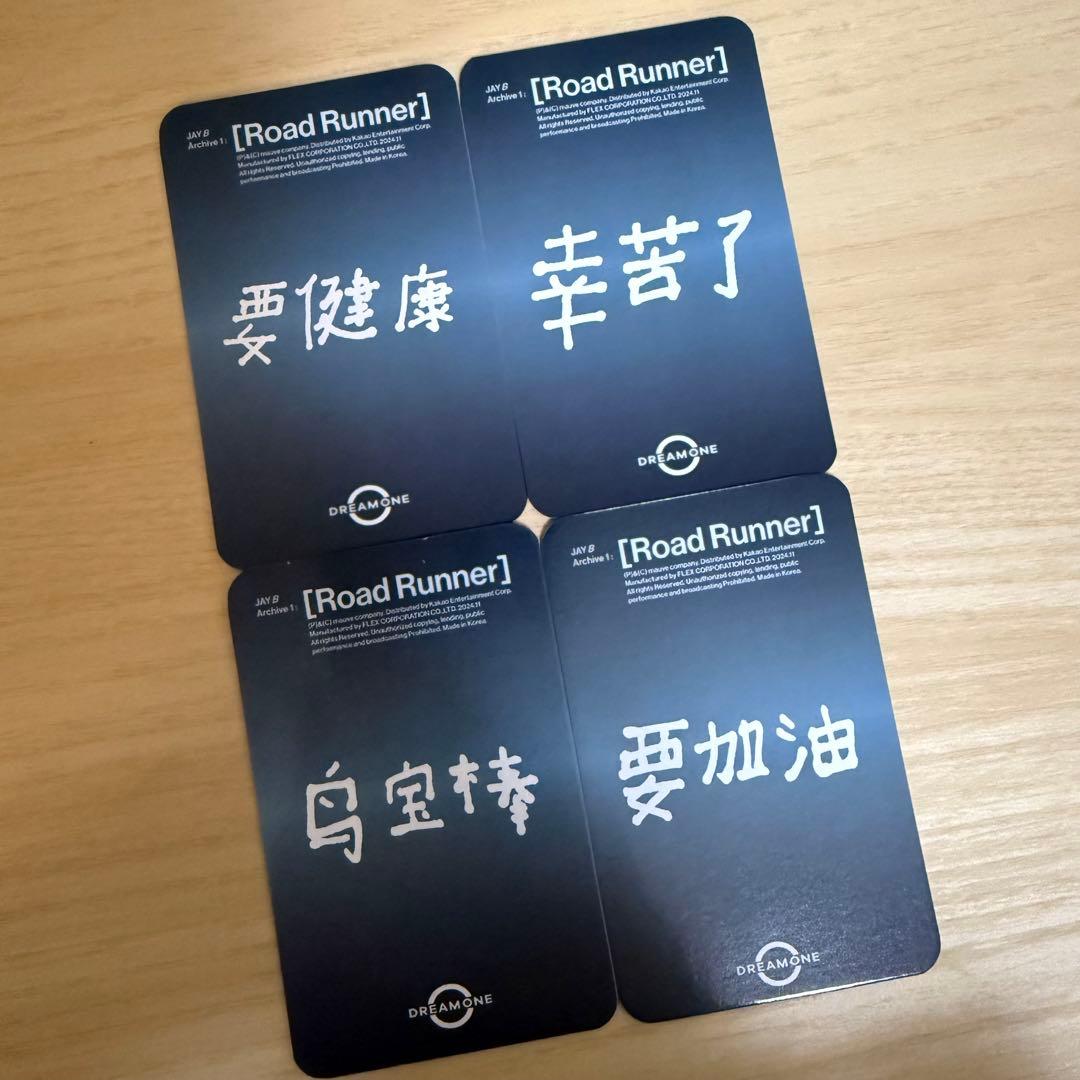 JAY B
Archive 1:
[Road Runner]
(P)&(C) mauve company. Distributed by Kakao Entertainment Corp.
Manufactured by FLEX CORPORATION CO.,LTD. 2024.11
All rights Reserved. Unauthorized copying, lending, public
performance and broadcasting Prohibited. Made in Korea.
要健康
DREAMONE
JAY B
Archive 1:
[Road Runner]
(P)&(C) mauve company. Distributed by Kakao Entertainment Corp.
Manufactured by FLEX CORPORATION CO.,LTD. 2024.11
All rights Reserved. Unauthorized copying, lending, public
performance and broadcasting Prohibited. Made in Korea.
幸苦了
DREAMONE
JAY B
Archive 1:
[Road Runner]
(P)&(C) mauve company. Distributed by Kakao Entertainment Corp.
Manufactured by FLEX CORPORATION CO.,LTD. 2024.11
All rights Reserved. Unauthorized copying, lending, public
performance and broadcasting Prohibited. Made in Korea.
鸟宝棒
DREAMONE
JAY B
Archive 1:
[Road Runner]
(P)&(C) mauve company. Distributed by Kakao Entertainment Corp.
Manufactured by FLEX CORPORATION CO.,LTD. 2024.11
All rights Reserved. Unauthorized copying, lending, public
performance and broadcasting Prohibited. Made in Korea.
要加油
DREAMONE